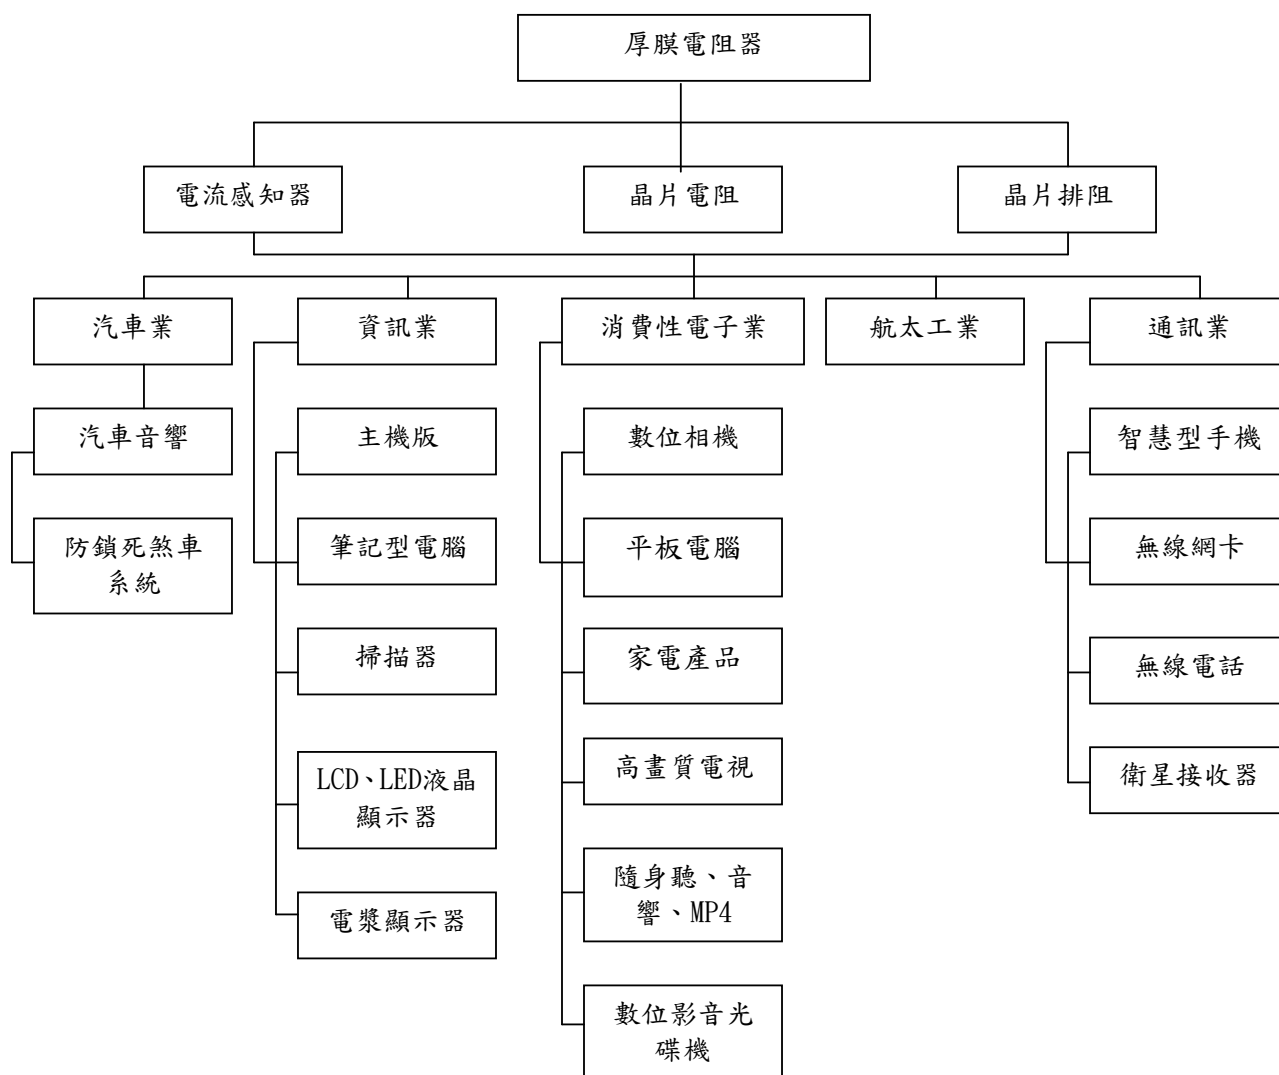 厚膜電阻器
電流感知器
晶片電阻
晶片排阻
汽車業
資訊業
消費性電子業
航太工業
通訊業
汽車音響
主機版
數位相機
智慧型手機
防鎖死煞車
系統
筆記型電腦
平板電腦
無線網卡
掃描器
家電產品
無線電話
LCD、LED液晶
顯示器
高畫質電視
衛星接收器
電漿顯示器
隨身聽、音
響、MP4
數位影音光
碟機